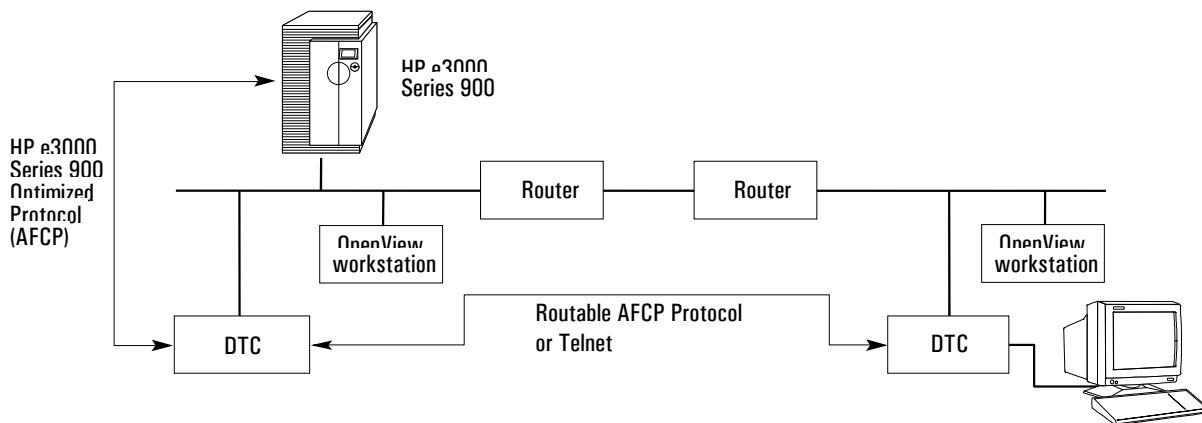 HP e3000
Series 900
HP e3000
Series 900
Optimized
Protocol
(AFCP)
Router
Router
OpenView
workstation
OpenView
workstation
Routable AFCP Protocol
or Telnet
DTC
DTC